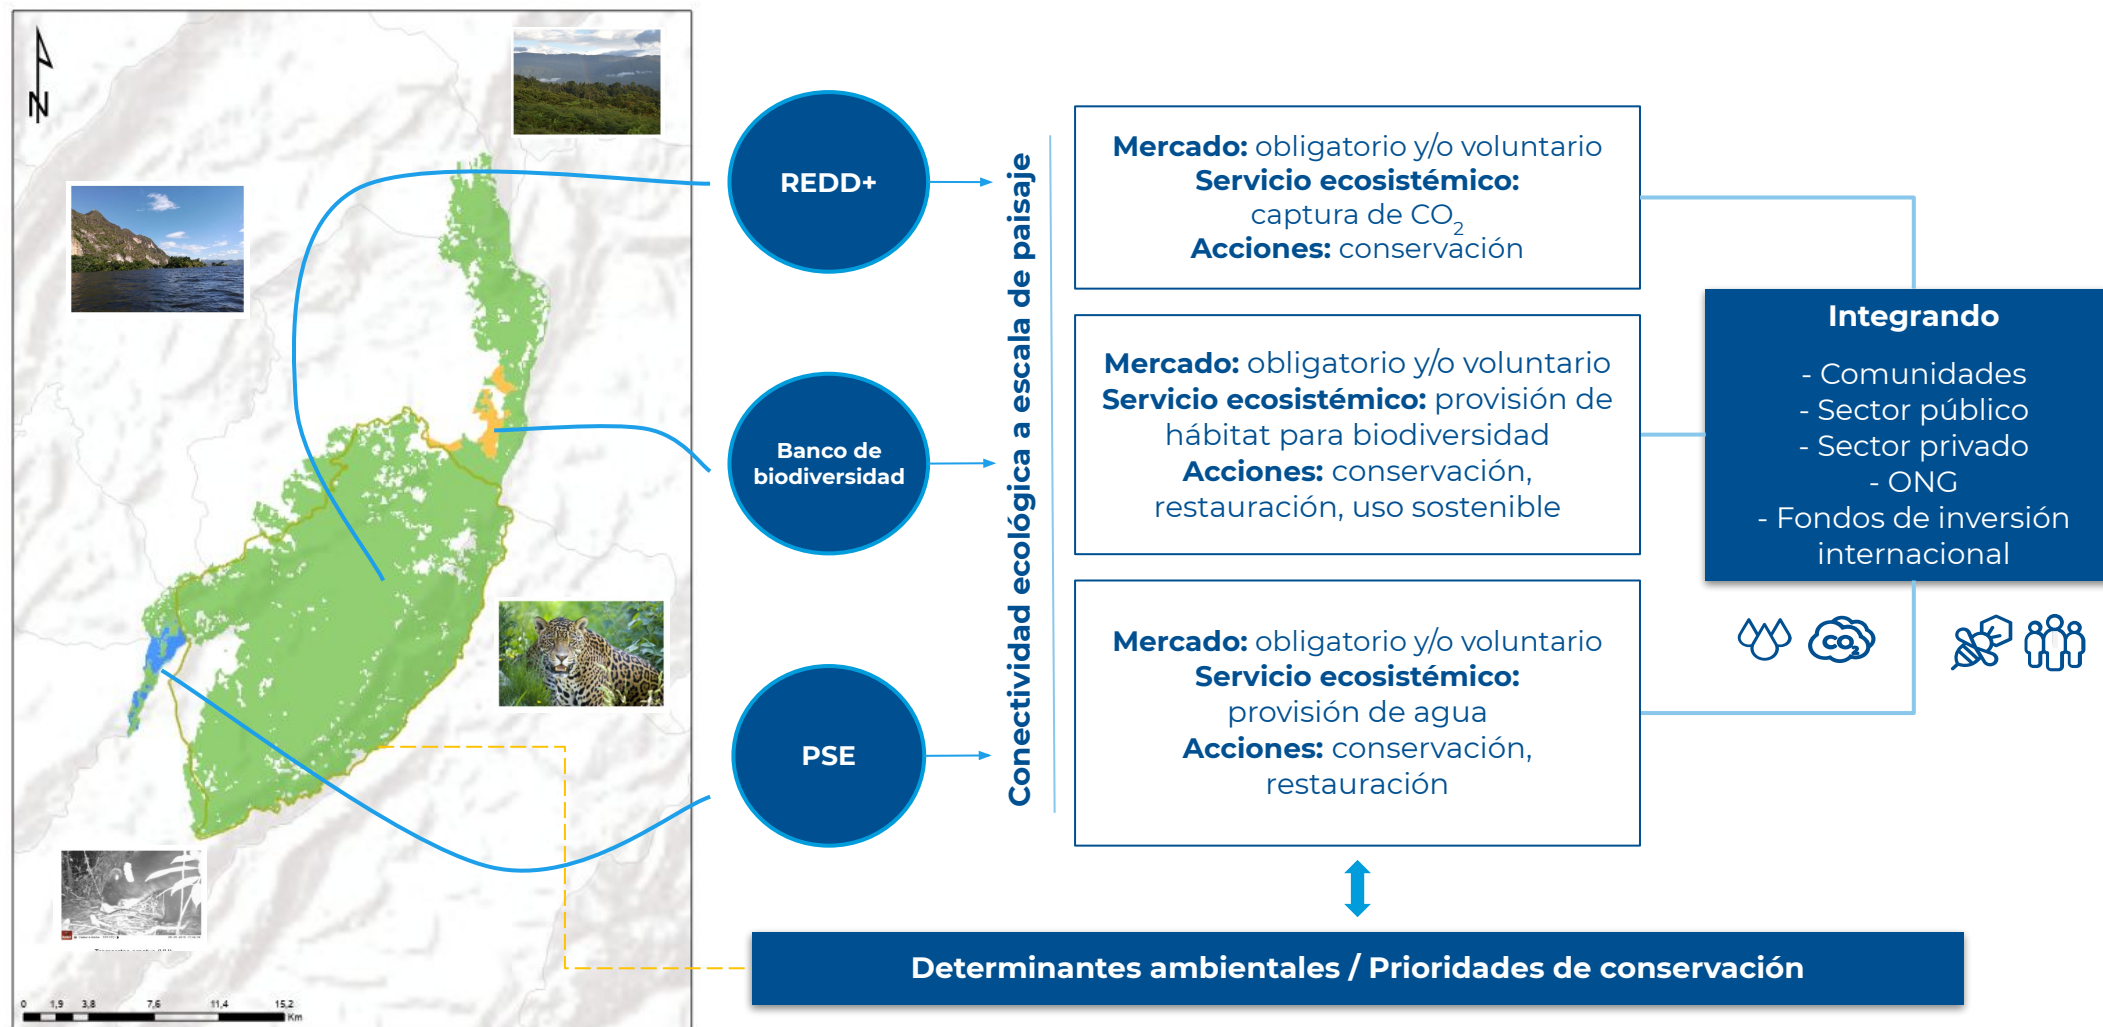 N
REDD+
Banco de
biodiversidad
PSE
Conectividad ecológica a escala de paisaje
Mercado: obligatorio y/o voluntario
Servicio ecosistémico:
captura de CO2
Acciones: conservación
Mercado: obligatorio y/o voluntario
Servicio ecosistémico: provisión de
hábitat para biodiversidad
Acciones: conservación,
restauración, uso sostenible
Mercado: obligatorio y/o voluntario
Servicio ecosistémico:
provisión de agua
Acciones: conservación,
restauración
Integrando
- Comunidades
- Sector público
- Sector privado
- ONG
- Fondos de inversión
internacional
CO2
Determinantes ambientales / Prioridades de conservación
0 1,9 3,8 7,6 11,4 15,2
Km